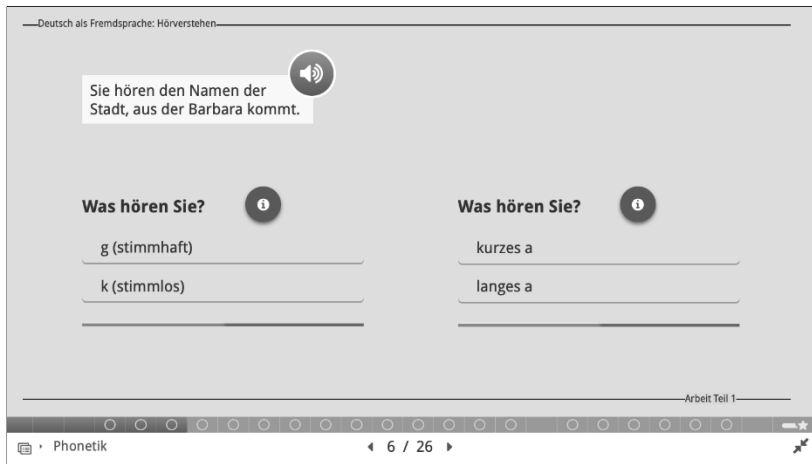 Deutsch als Fremdsprache: Hörverstehen
Sie hören den Namen der
Stadt, aus der Barbara kommt.
Was hören Sie?
g (stimmhaft)
k (stimmlos)
Was hören Sie?
kurzes a
langes a
Arbeit Teil 1
Phonetik
6 / 26